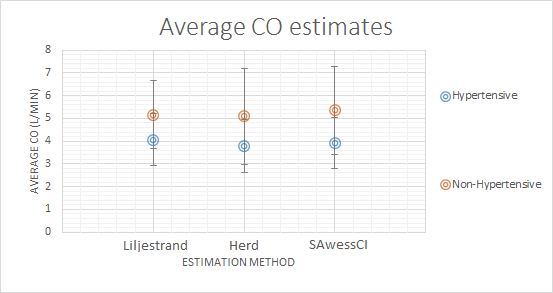 Average CO estimates
8
7
6
5
4
3
2
1
0
AVERAGE CO (L/MIN)
Liljestrand Herd SAwessCI
ESTIMATION METHOD
Hypertensive
Non-Hypertensive